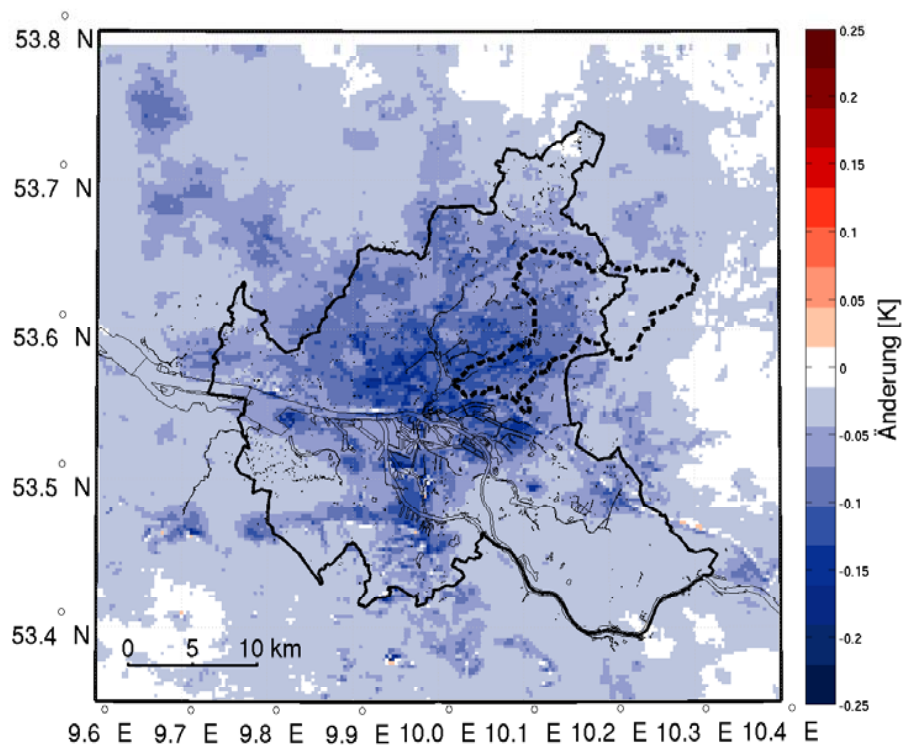 53.8 N
53.7 N
53.6 N
53.5 N
53.4 N
0 5 10 km
9.6 E 9.7 E 9.8 E 9.9 E 10.0 E 10.1 E 10.2 E 10.3 E 10.4 E
0.25
0.2
0.15
0.1
0.05
0
-0.05
-0.1
-0.15
-0.2
-0.25
Änderung [K]